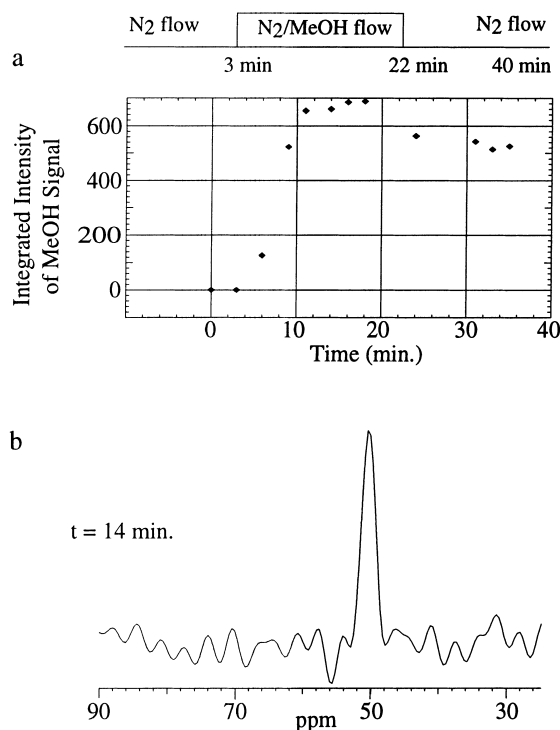 N2 flow N2/MeOH flow N2 flow
a
3 min 22 min 40 min
Integrated Intensity
of MeOH Signal
600
400
200
0
0 10 20 30 40
Time (min.)
b
t = 14 min.
90 70 50 30
ppm